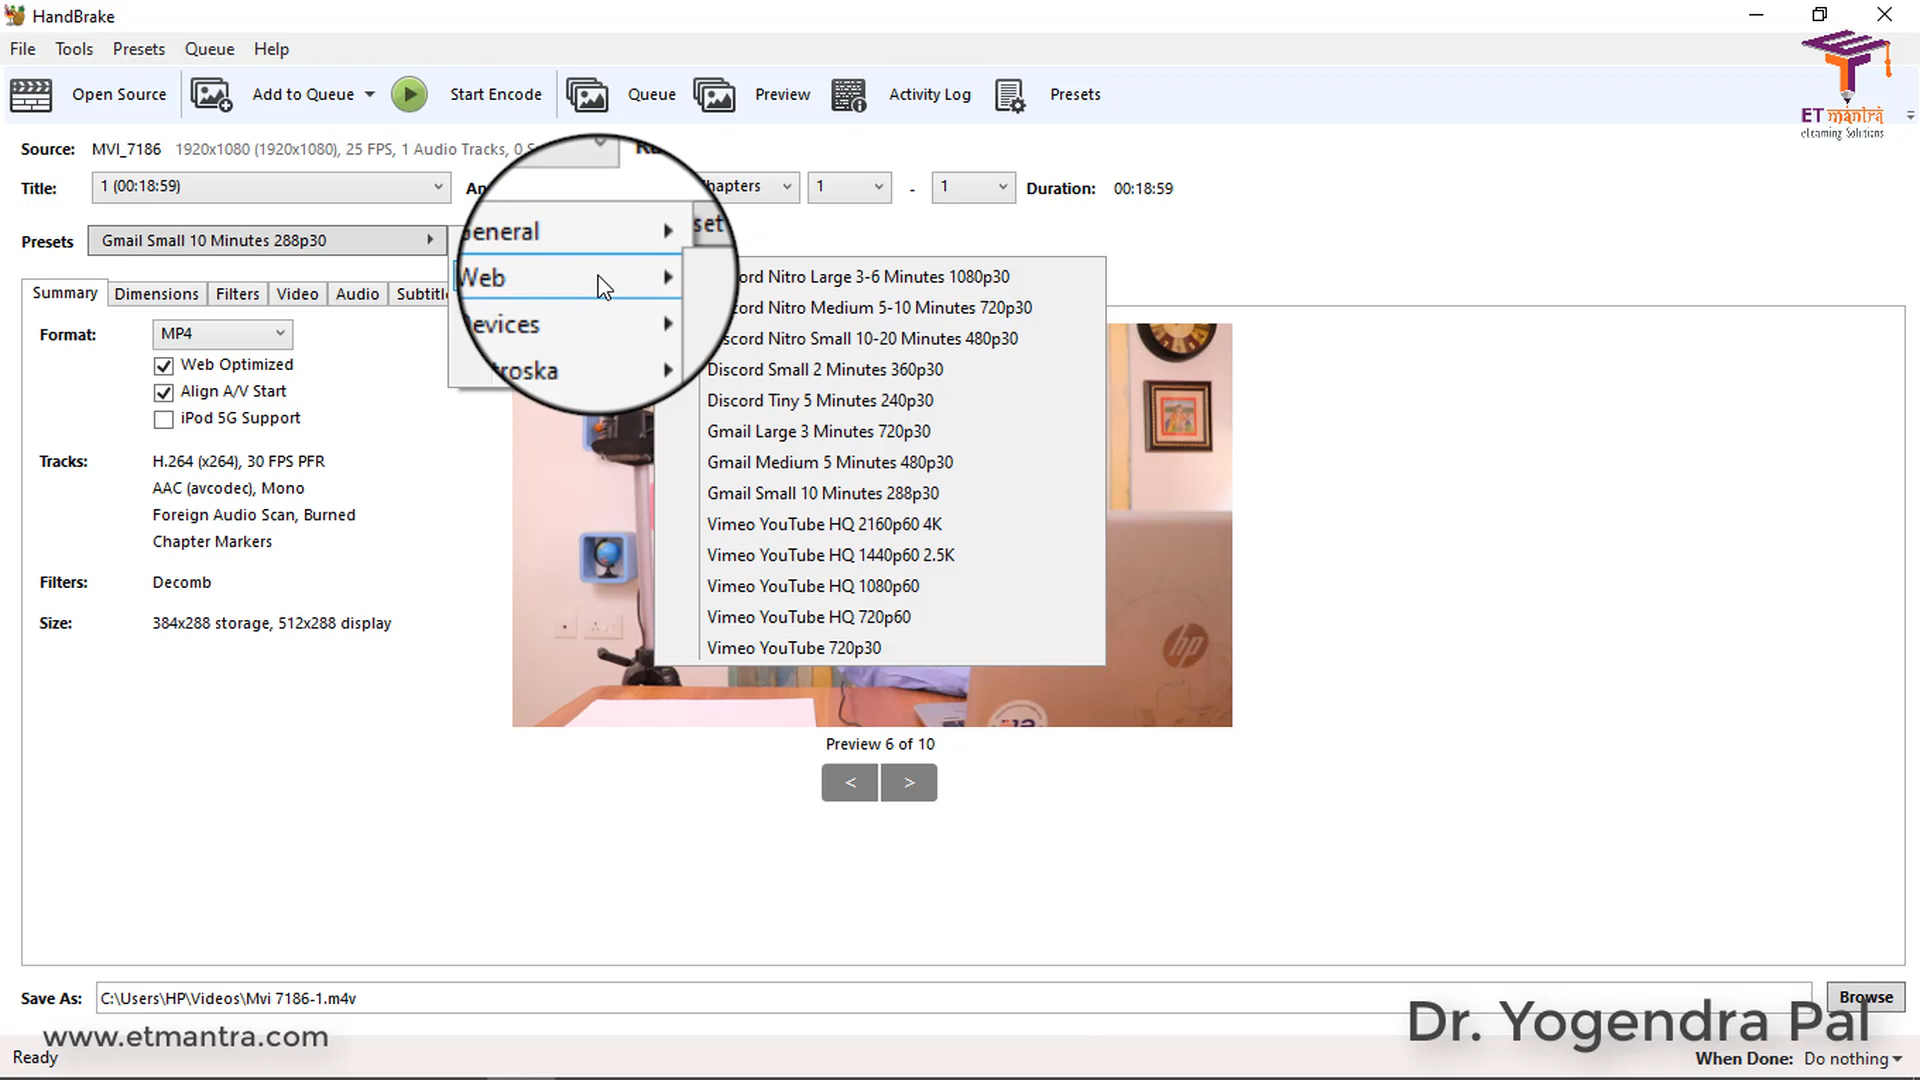 HandBrake
File Tools Presets Queue Help
Open Source Add to Queue Start Encode Queue Preview Activity Log Presets
ET mantra
eLearning Solutions
Source: MVI_7186 1920x1080 (1920x1080), 25 FPS, 1 Audio Tracks, 0
Title: 1 (00:18:59) hapters 1 - 1 Duration: 00:18:59
Presets Gmail Small 10 Minutes 288p30
eneral
Web
evices
roska
set
ord Nitro Large 3-6 Minutes 1080p30
ord Nitro Medium 5-10 Minutes 720p30
cord Nitro Small 10-20 Minutes 480p30
Discord Small 2 Minutes 360p30
Discord Tiny 5 Minutes 240p30
Gmail Large 3 Minutes 720p30
Gmail Medium 5 Minutes 480p30
Gmail Small 10 Minutes 288p30
Vimeo YouTube HQ 2160p60 4K
Vimeo YouTube HQ 1440p60 2.5K
Vimeo YouTube HQ 1080p60
Vimeo YouTube HQ 720p60
Vimeo YouTube 720p30
Summary Dimensions Filters Video Audio Subtitl
Format: MP4
Web Optimized
Align A/V Start
iPod 5G Support
Tracks: H.264 (x264), 30 FPS PFR
AAC (avcodec), Mono
Foreign Audio Scan, Burned
Chapter Markers
Filters: Decomb
Size: 384x288 storage, 512x288 display
hp
Preview 6 of 10
< >
Save As: C:\Users\HP\Videos\Mvi 7186-1.m4v Browse
www.etmantra.com
Dr. Yogendra Pal
Ready
When Done: Do nothing